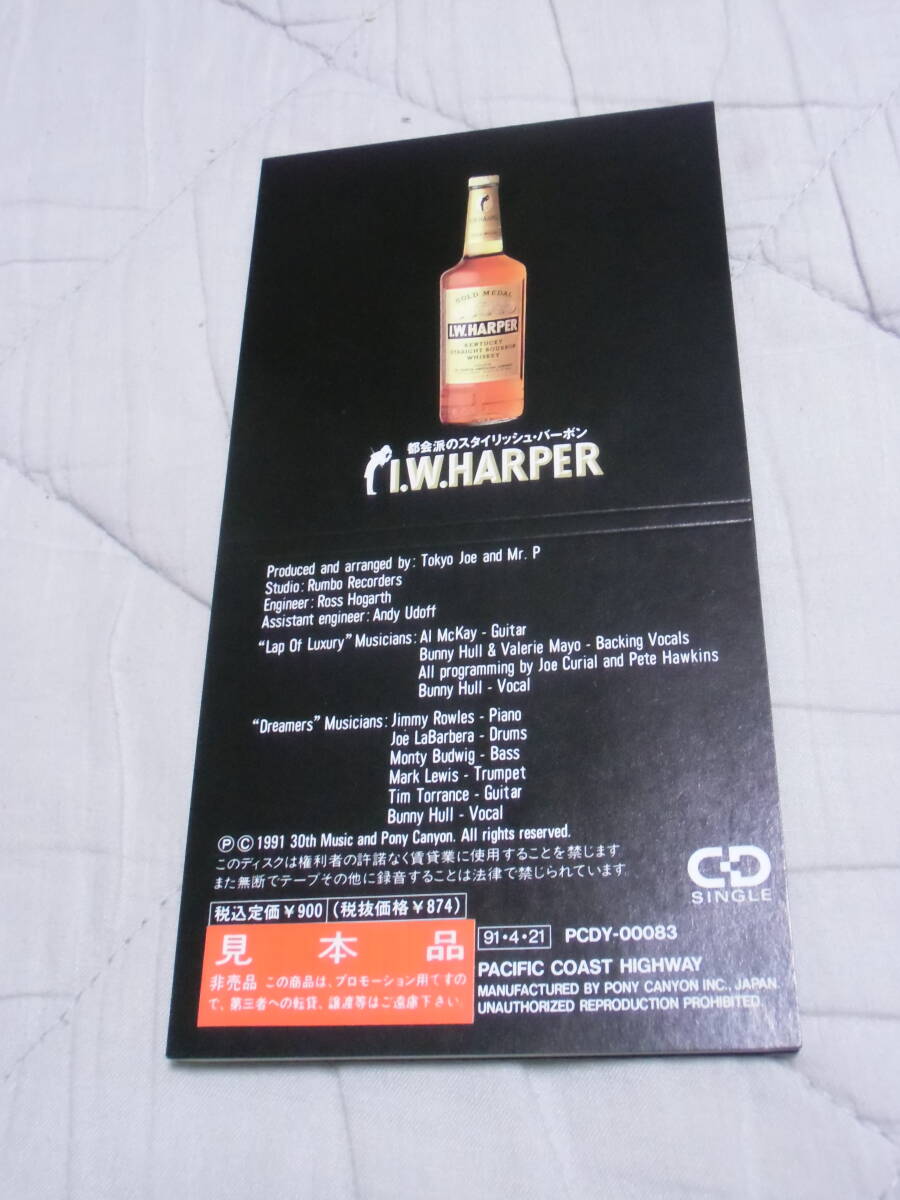 I.W.HARPER
GOLD MEDAL
I.W.HARPER
KENTUCKY
STRAIGHT BOURBON
WHISKEY
都会派のスタイリッシュ・バーボン
I.W.HARPER
Produced and arranged by: Tokyo Joe and Mr. P
Studio: Rumbo Recorders
Engineer: Ross Hogarth
Assistant engineer: Andy Udoff
“Lap Of Luxury” Musicians: Al McKay - Guitar
Bunny Hull & Valerie Mayo - Backing Vocals
All programming by Joe Curial and Pete Hawkins
Bunny Hull - Vocal
“Dreamers” Musicians: Jimmy Rowles - Piano
Joe LaBarbera - Drums
Monty Budwig - Bass
Mark Lewis - Trumpet
Tim Torrance - Guitar
Bunny Hull - Vocal
ⓅⒸ 1991 30th Music and Pony Canyon. All rights reserved.
このディスクは権利者の許諾なく賃貸業に使用することを禁じます
また無断でテープその他に録音することは法律で禁じられています
CD
SINGLE
税込定価¥900 (税抜価格¥874)
見本品
非売品 この商品は、プロモーション用ですの
で、第三者への転貸、譲渡等はご遠慮下さい。
91・4・21 PCDY-00083
PACIFIC COAST HIGHWAY
MANUFACTURED BY PONY CANYON INC., JAPAN.
UNAUTHORIZED REPRODUCTION PROHIBITED.